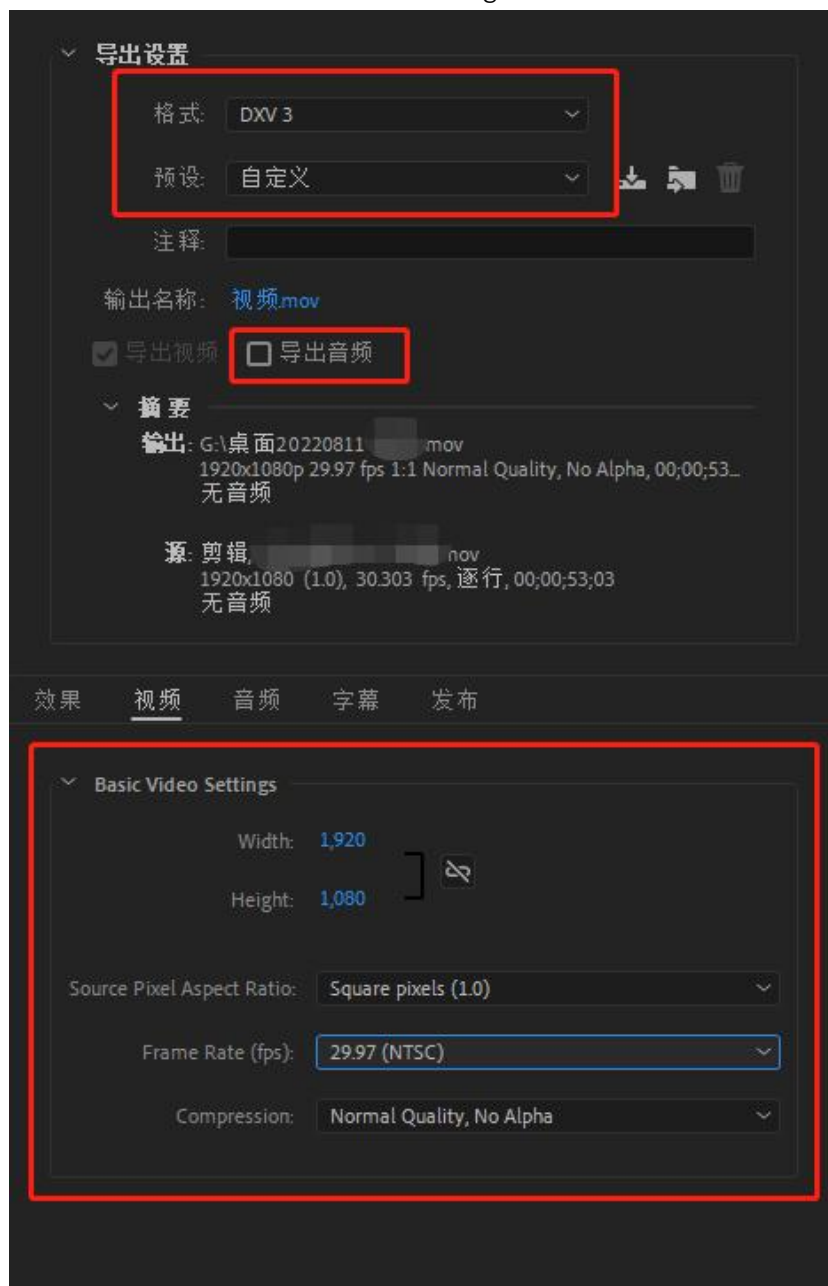 导出设置
格式: DXV 3
预设: 自定义
注释:
输出名称: 视频.mov
导出视频 导出音频
摘要
输出: G:\桌面20220811 mov
1920x1080p 29.97 fps 1:1 Normal Quality, No Alpha, 00;00;53...
无音频
源: 剪辑, mov
1920x1080 (1.0), 30.303 fps, 逐行, 00;00;53;03
无音频
效果 视频 音频 字幕 发布
Basic Video Settings
Width: 1,920
Height: 1,080
Source Pixel Aspect Ratio: Square pixels (1.0)
Frame Rate (fps): 29.97 (NTSC)
Compression: Normal Quality, No Alpha